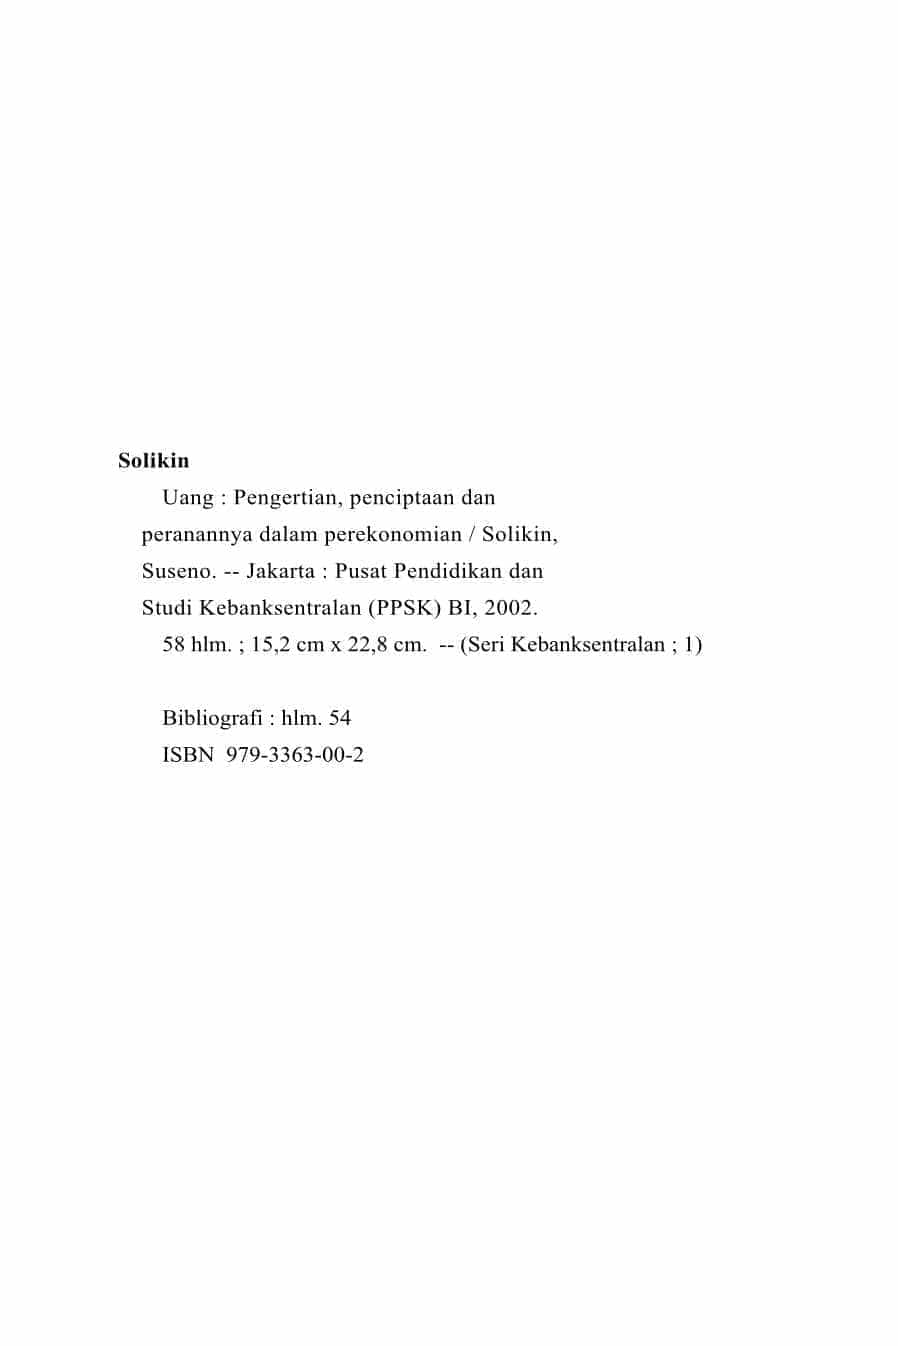 Solikin
Uang : Pengertian, penciptaan dan
peranannya dalam perekonomian / Solikin,
Suseno. -- Jakarta : Pusat Pendidikan dan
Studi Kebanksentralan (PPSK) BI, 2002.
58 hlm. ; 15,2 cm x 22,8 cm. -- (Seri Kebanksentralan ; 1)
Bibliografi : hlm. 54
ISBN 979-3363-00-2